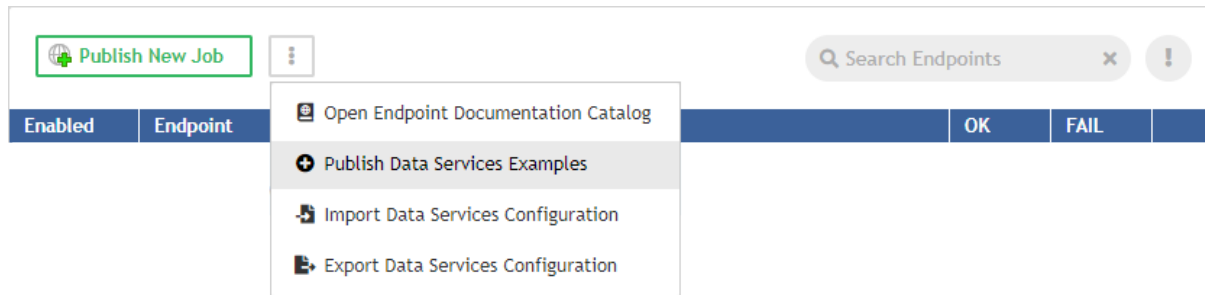 Publish New Job
Search Endpoints
Enabled Endpoint OK FAIL
Open Endpoint Documentation Catalog
Publish Data Services Examples
Import Data Services Configuration
Export Data Services Configuration